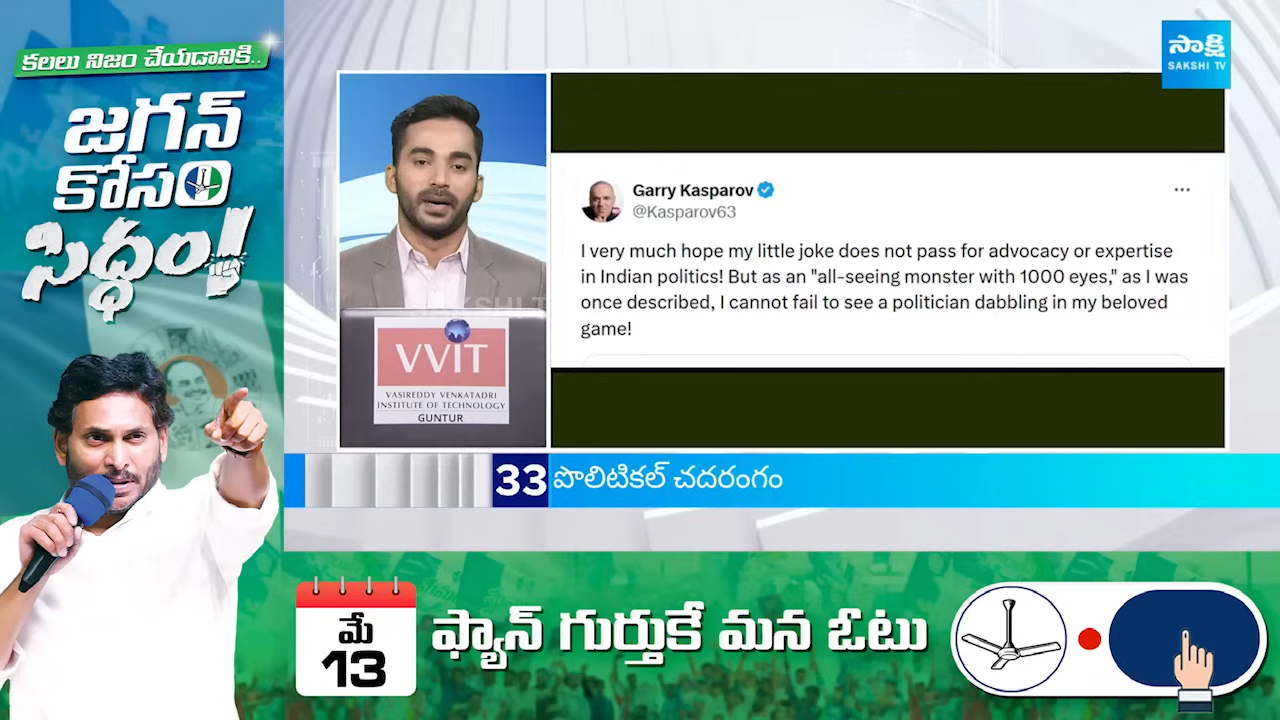 కలలు నిజం చేయడానికి..
జగన్
కోసం
సిద్ధం!
సాక్షి
SAKSHI TV
Garry Kasparov
@Kasparov63
I very much hope my little joke does not pass for advocacy or expertise
in Indian politics! But as an "all-seeing monster with 1000 eyes," as I was
once described, I cannot fail to see a politician dabbling in my beloved
game!
SAKSHI TV
VVIT
VASIREDDY VENKATADRI
INSTITUTE OF TECHNOLOGY
GUNTUR
33 పొలిటికల్ చదరంగం
మే
13
ఫ్యాన్ గుర్తుకే మన ఓటు